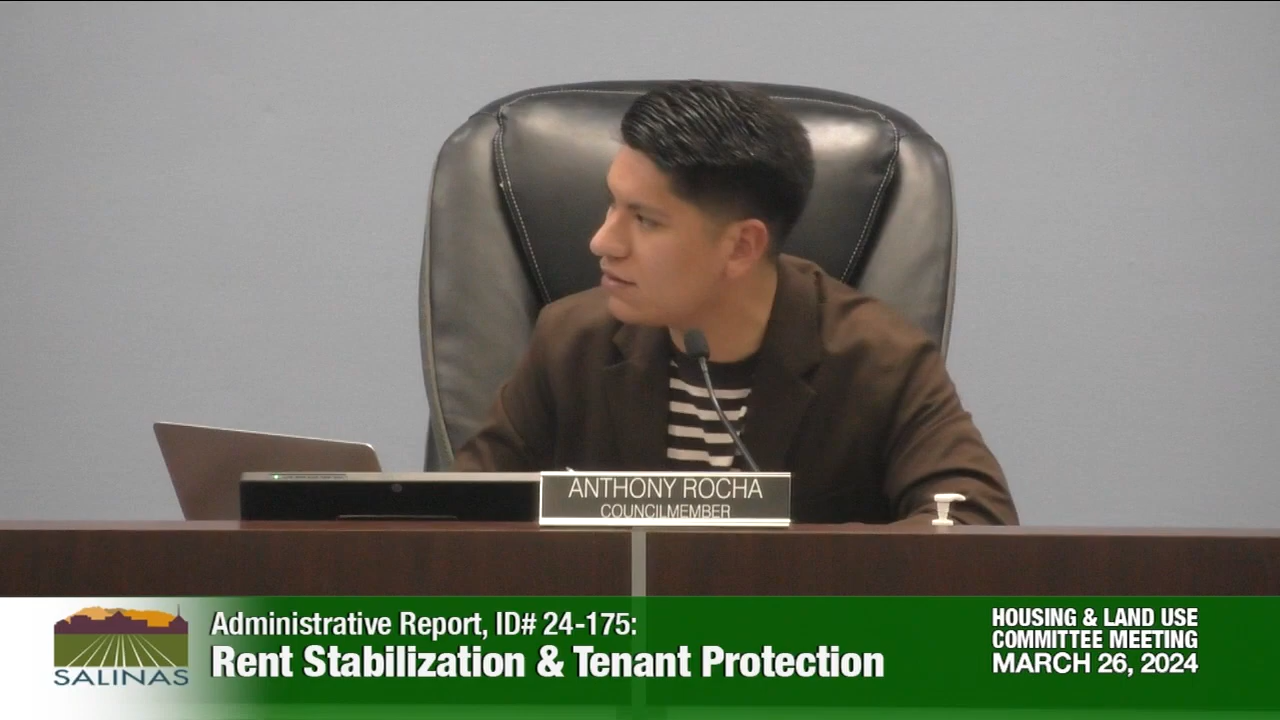 ANTHONY ROCHA
COUNCILMEMBER
Administrative Report, ID# 24-175:
Rent Stabilization & Tenant Protection
HOUSING & LAND USE
COMMITTEE MEETING
MARCH 26, 2024
SALINAS